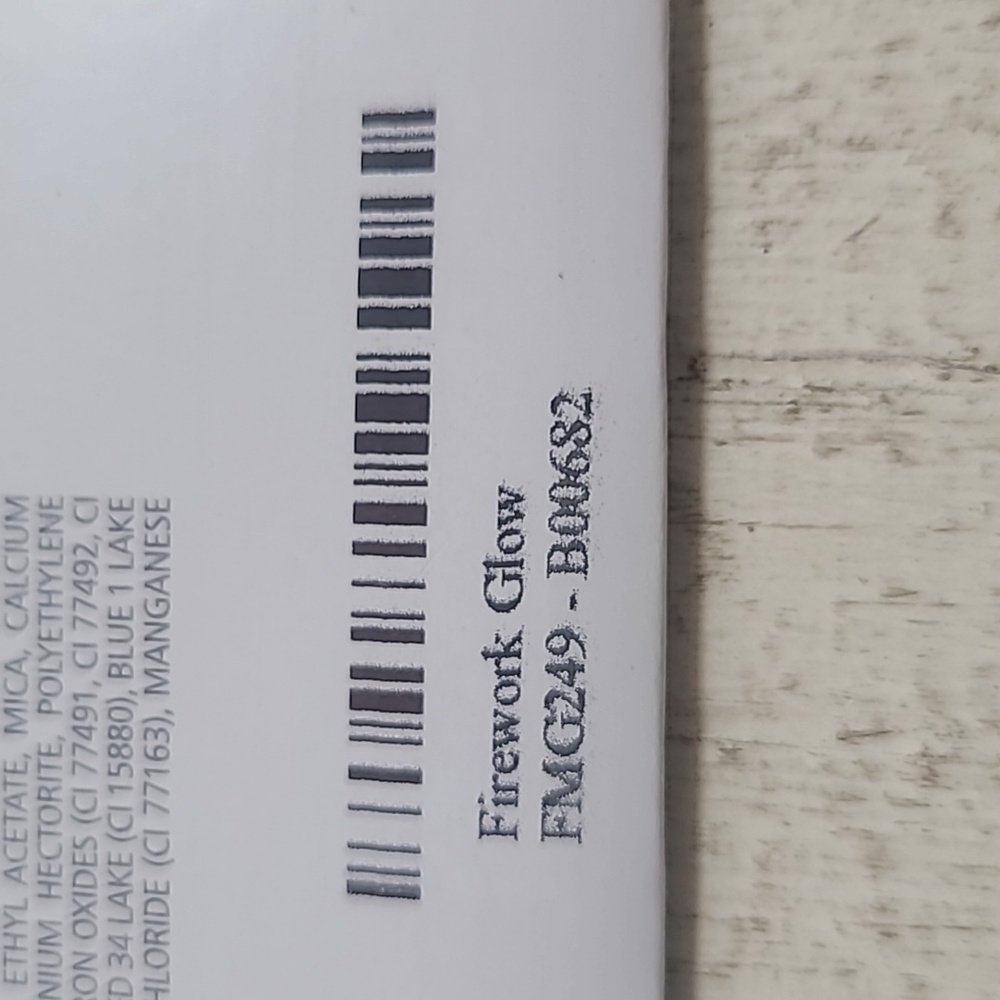 ETHYL ACETATE, MICA, CALCIUM
NIUM HECTORITE, POLYETHYLENE
RON OXIDES (CI 77491, CI 77492, CI
D 34 LAKE (CI 15880), BLUE 1 LAKE
HLORIDE (CI 77163), MANGANESE
Firework Glow
FMG249 - B00682